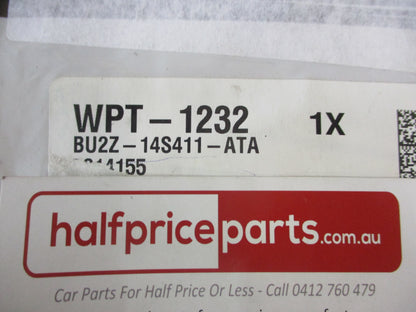 WPT-1232 1X
BU2Z-14S411-ATA
halfpriceparts.com.au
Car Parts For Half Price Or Less - Call 0412 760 479